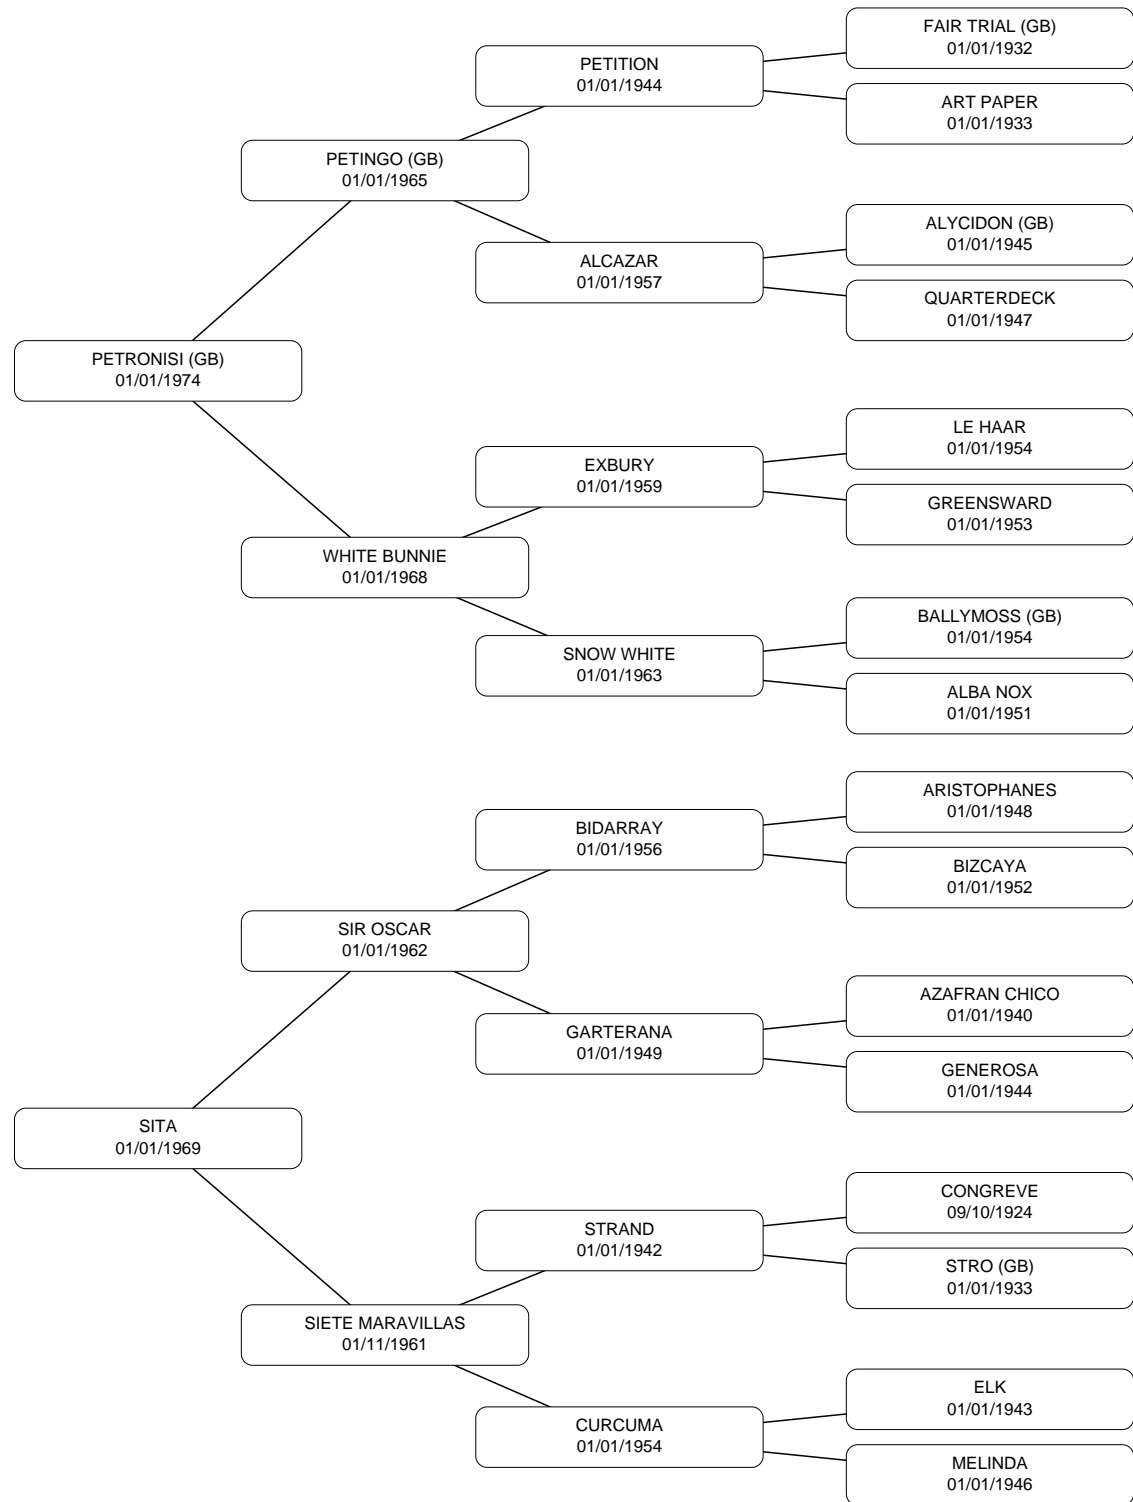 FAIR TRIAL (GB)
01/01/1932
PETITION
01/01/1944
ART PAPER
01/01/1933
PETINGO (GB)
01/01/1965
ALYCIDON (GB)
01/01/1945
ALCAZAR
01/01/1957
QUARTERDECK
01/01/1947
PETRONISI (GB)
01/01/1974
LE HAAR
01/01/1954
EXBURY
01/01/1959
GREENSWARD
01/01/1953
WHITE BUNNIE
01/01/1968
BALLYMOSS (GB)
01/01/1954
SNOW WHITE
01/01/1963
ALBA NOX
01/01/1951
ARISTOPHANES
01/01/1948
BIDARRAY
01/01/1956
BIZCAYA
01/01/1952
SIR OSCAR
01/01/1962
AZAFRAN CHICO
01/01/1940
GARTERANA
01/01/1949
GENEROSA
01/01/1944
SITA
01/01/1969
CONGREVE
09/10/1924
STRAND
01/01/1942
STRO (GB)
01/01/1933
SIETE MARAVILLAS
01/11/1961
ELK
01/01/1943
CURCUMA
01/01/1954
MELINDA
01/01/1946